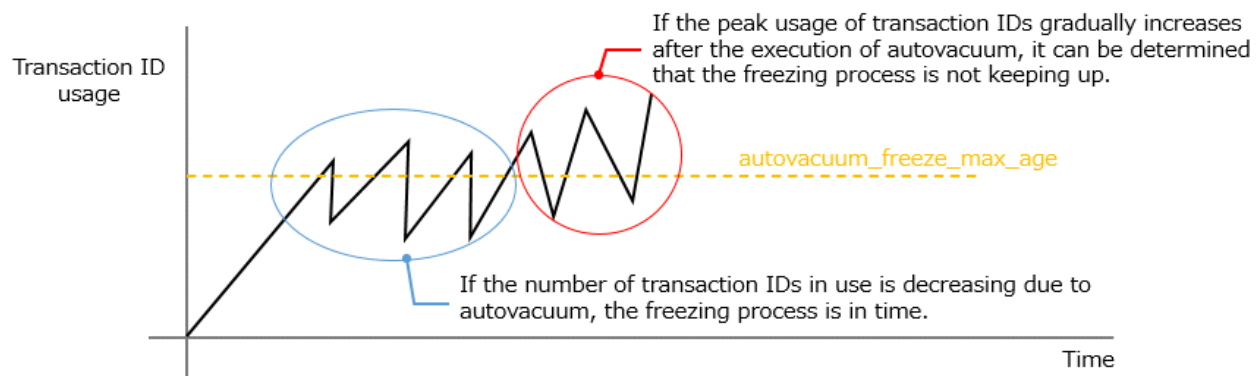 If the peak usage of transaction IDs gradually increases
after the execution of autovacuum, it can be determined
that the freezing process is not keeping up.
Transaction ID
usage
autovacuum_freeze_max_age
If the number of transaction IDs in use is decreasing due to
autovacuum, the freezing process is in time.
Time